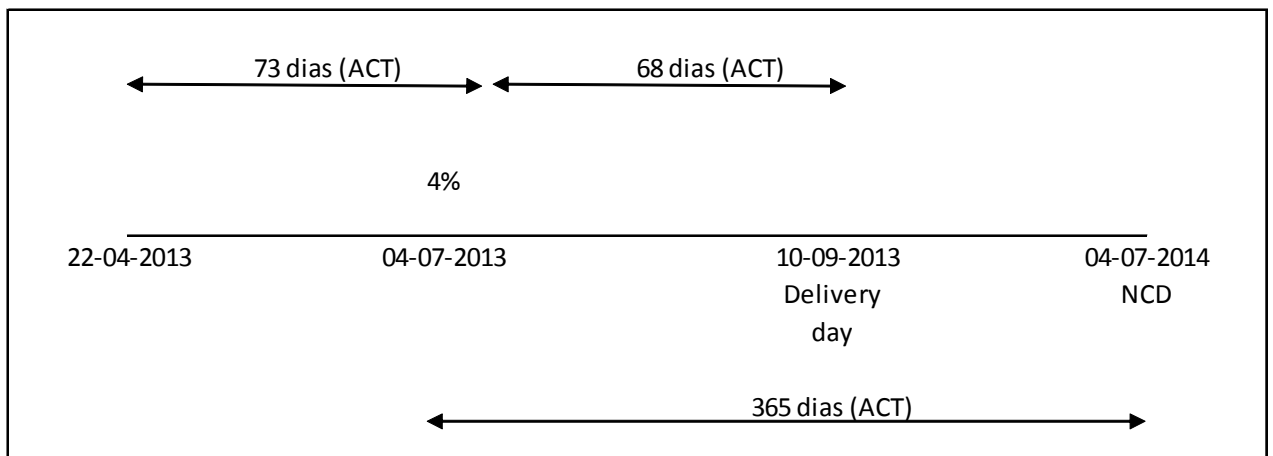 73 dias (ACT) 68 dias (ACT)
4%
22-04-2013 04-07-2013 10-09-2013 04-07-2014
Delivery NCD
day
365 dias (ACT)